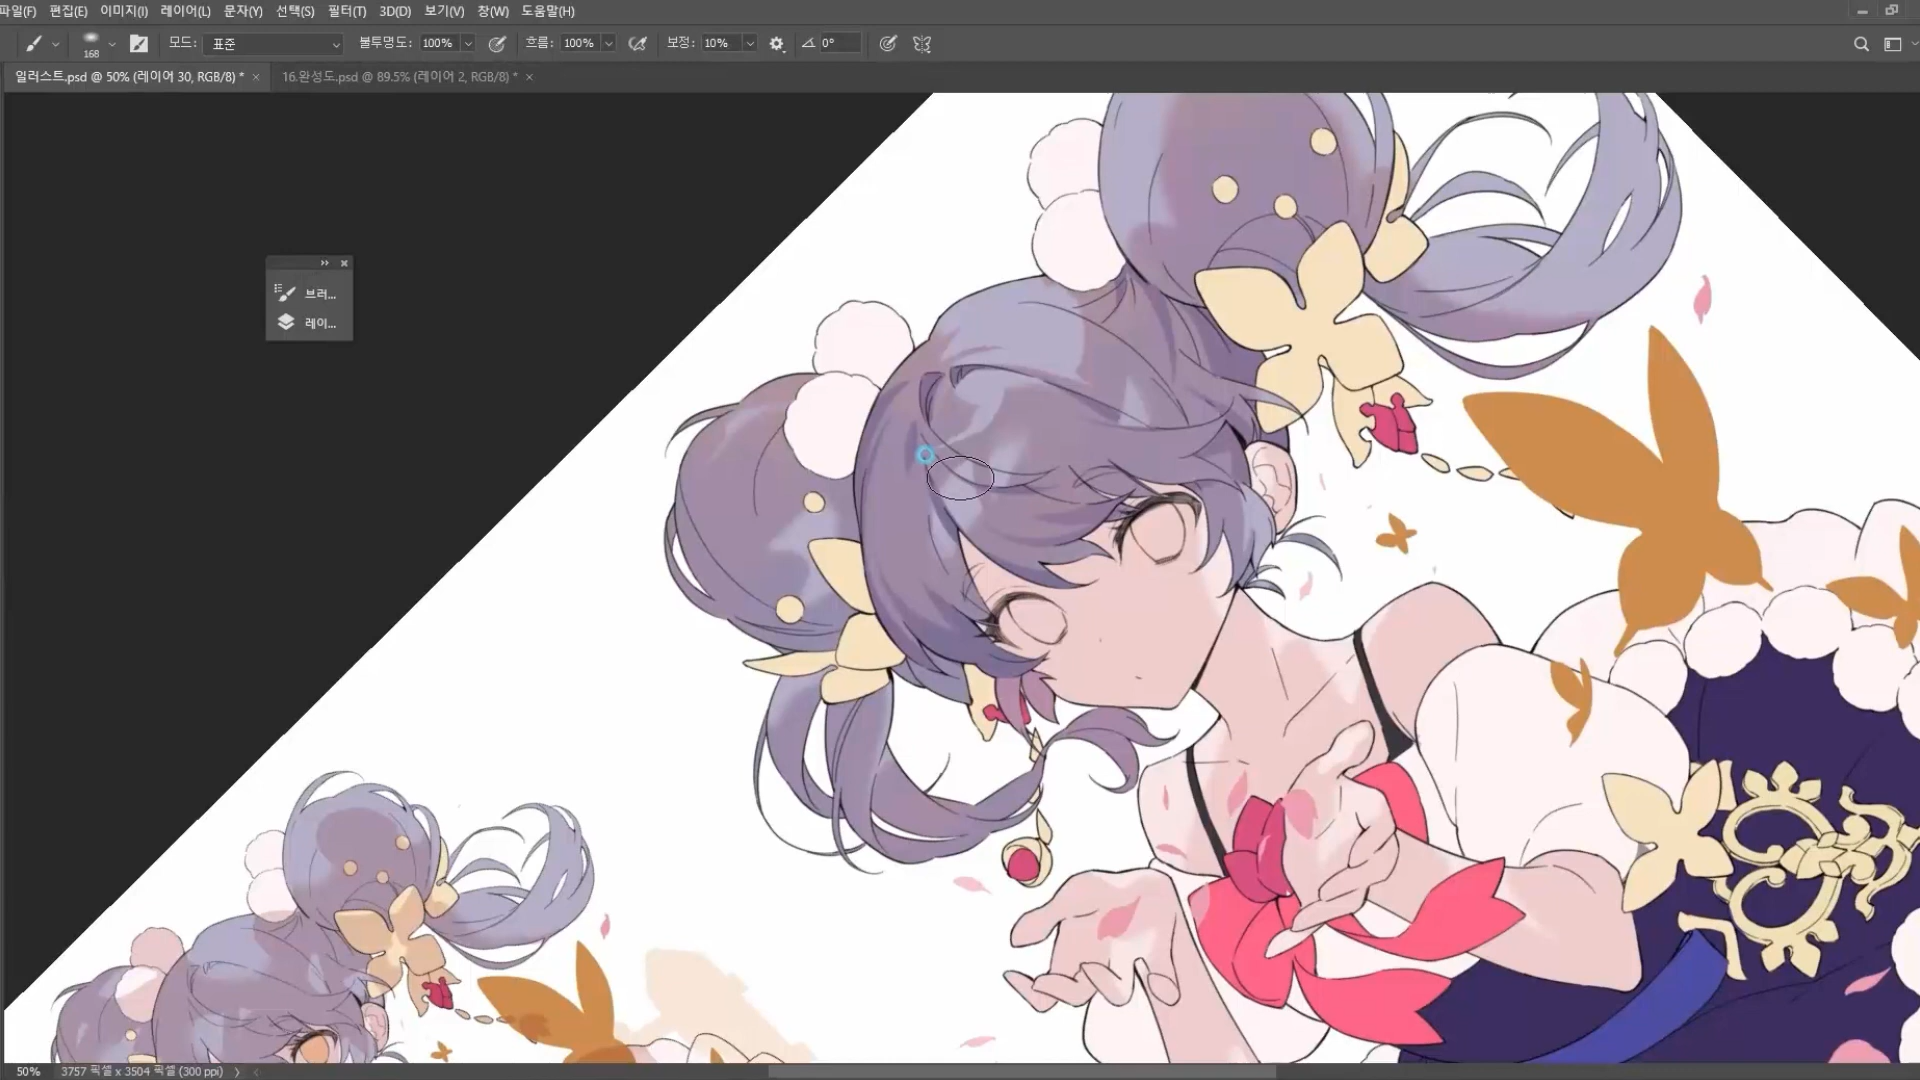 파일(F) 편집(E) 이미지(I) 레이어(L) 문자(Y) 선택(S) 필터(T) 3D(D) 보기(V) 창(W) 도움말(H)
168 모드: 표준 불투명도: 100% 흐름: 100% 보정: 10% 0°
일러스트.psd @ 50% (레이어 30, RGB/8) * × 16.완성도.psd @ 89.5% (레이어 2, RGB/8) * ×
브러...
레이...
50% 3757 픽셀 x 3504 픽셀 (300 ppi)